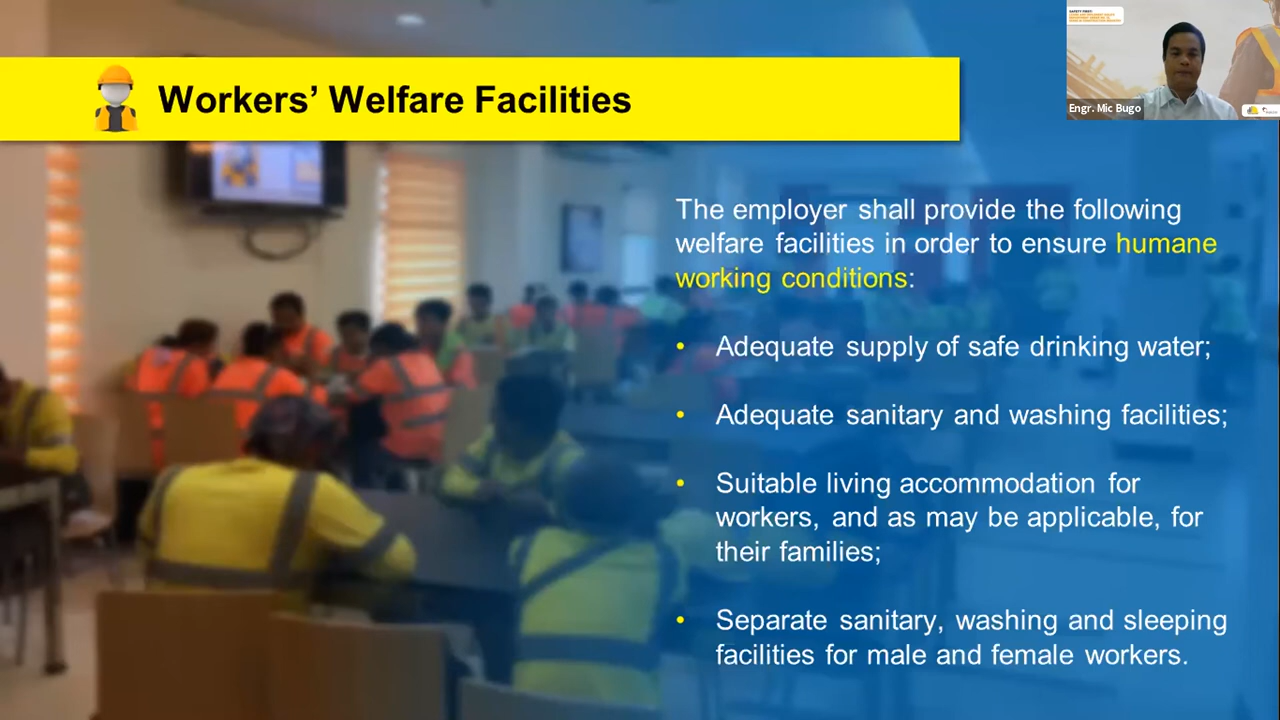 Workers’ Welfare Facilities
SAFETY FIRST:
Engr. Mic Bugo
The employer shall provide the following
welfare facilities in order to ensure humane
working conditions:
• Adequate supply of safe drinking water;
• Adequate sanitary and washing facilities;
• Suitable living accommodation for
workers, and as may be applicable, for
their families;
• Separate sanitary, washing and sleeping
facilities for male and female workers.